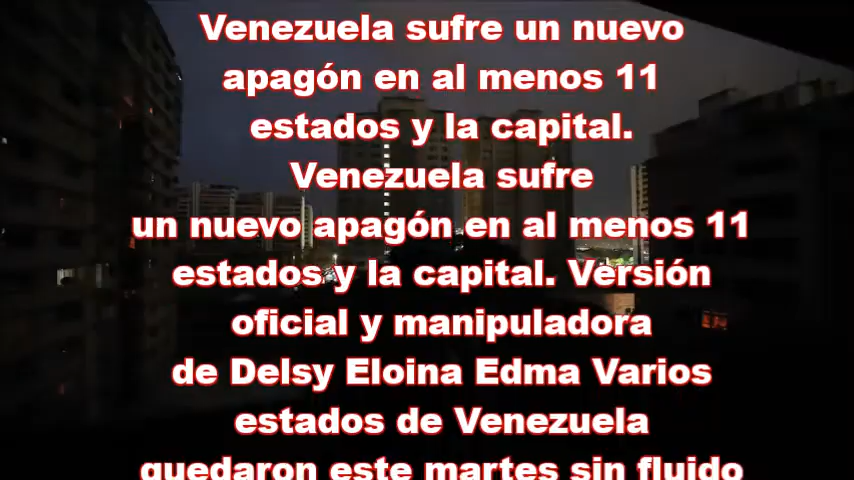 Venezuela sufre un nuevo
apagón en al menos 11
estados y la capital.
Venezuela sufre
un nuevo apagón en al menos 11
estados y la capital. Versión
oficial y manipuladora
de Delsy Eloina Edma Varios
estados de Venezuela
quedaron este martes sin fluido